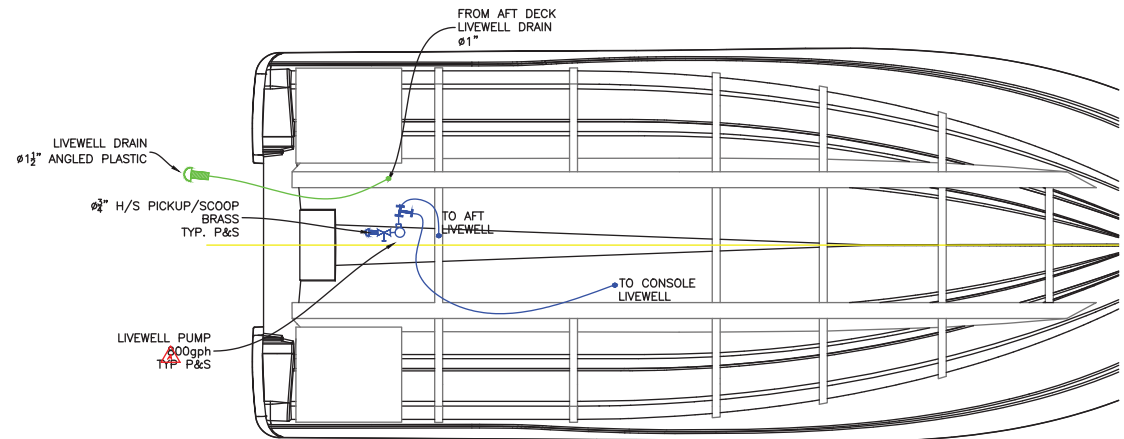 FROM AFT DECK
LIVEWELL DRAIN
ø1"
LIVEWELL DRAIN
ø1½" ANGLED PLASTIC
ø¾" H/S PICKUP/SCOOP
BRASS
TYP. P&S
TO AFT
LIVEWELL
TO CONSOLE
LIVEWELL
LIVEWELL PUMP
800gph
TYP P&S